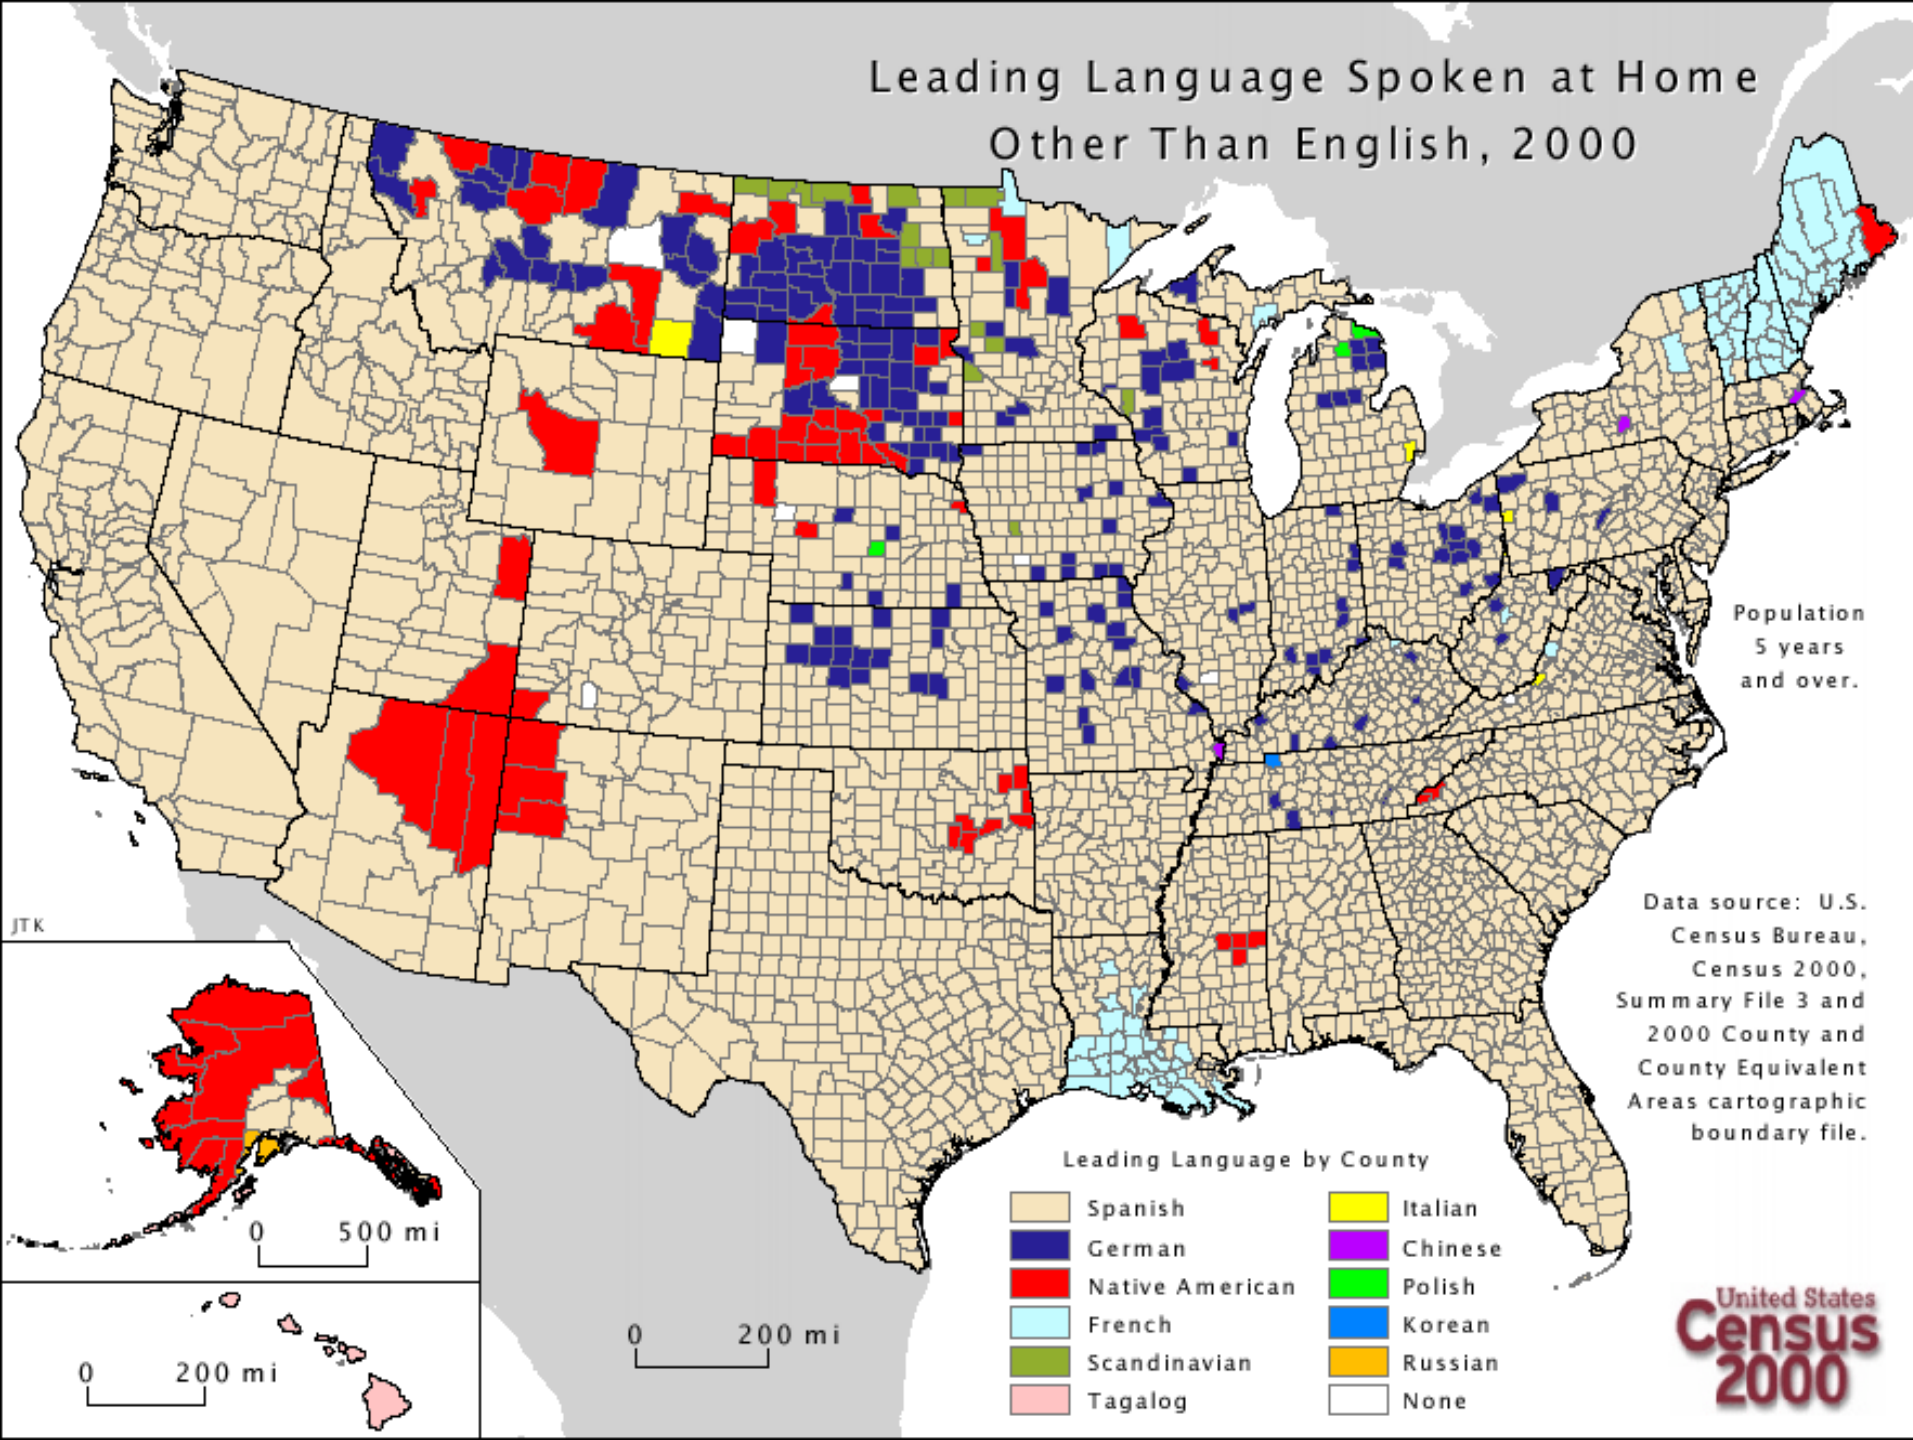 Leading Language Spoken at Home
Other Than English, 2000
Population
5 years
and over.
Data source: U.S.
Census Bureau,
Census 2000,
Summary File 3 and
2000 County and
County Equivalent
Areas cartographic
boundary file.
JTK
0 500 mi
0 200 mi
0 200 mi
Leading Language by County
Spanish
German
Native American
French
Scandinavian
Tagalog
Italian
Chinese
Polish
Korean
Russian
None
United States
Census
2000